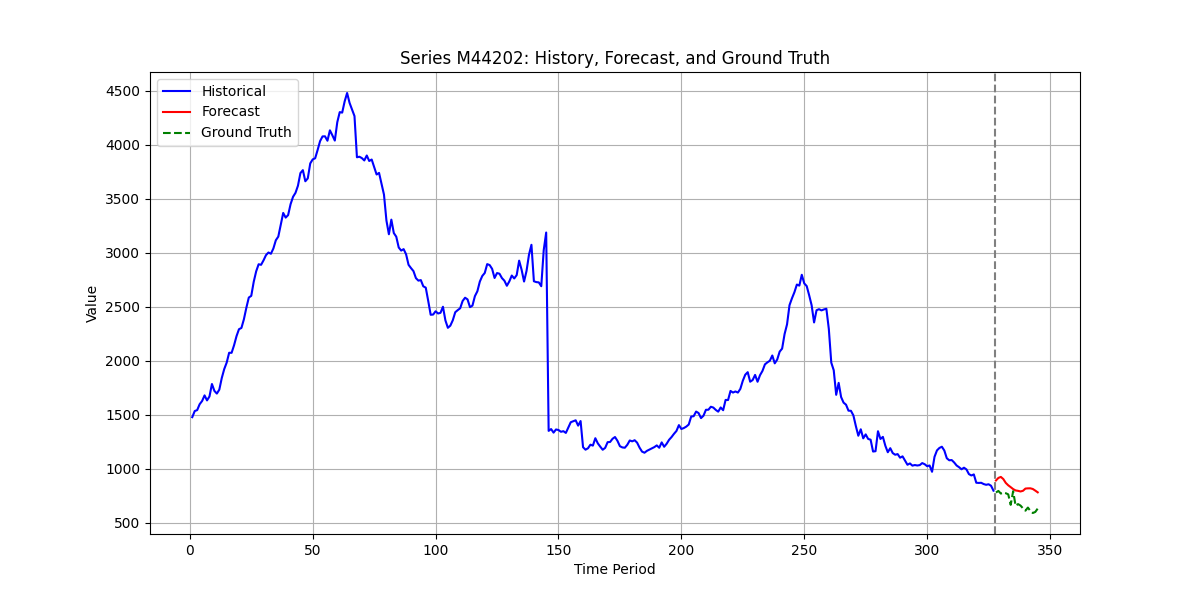 Series M44202: History, Forecast, and Ground Truth
Historical
Forecast
Ground Truth
4500
4000
3500
3000
2500
2000
1500
1000
500
Value
0 50 100 150 200 250 300 350
Time Period